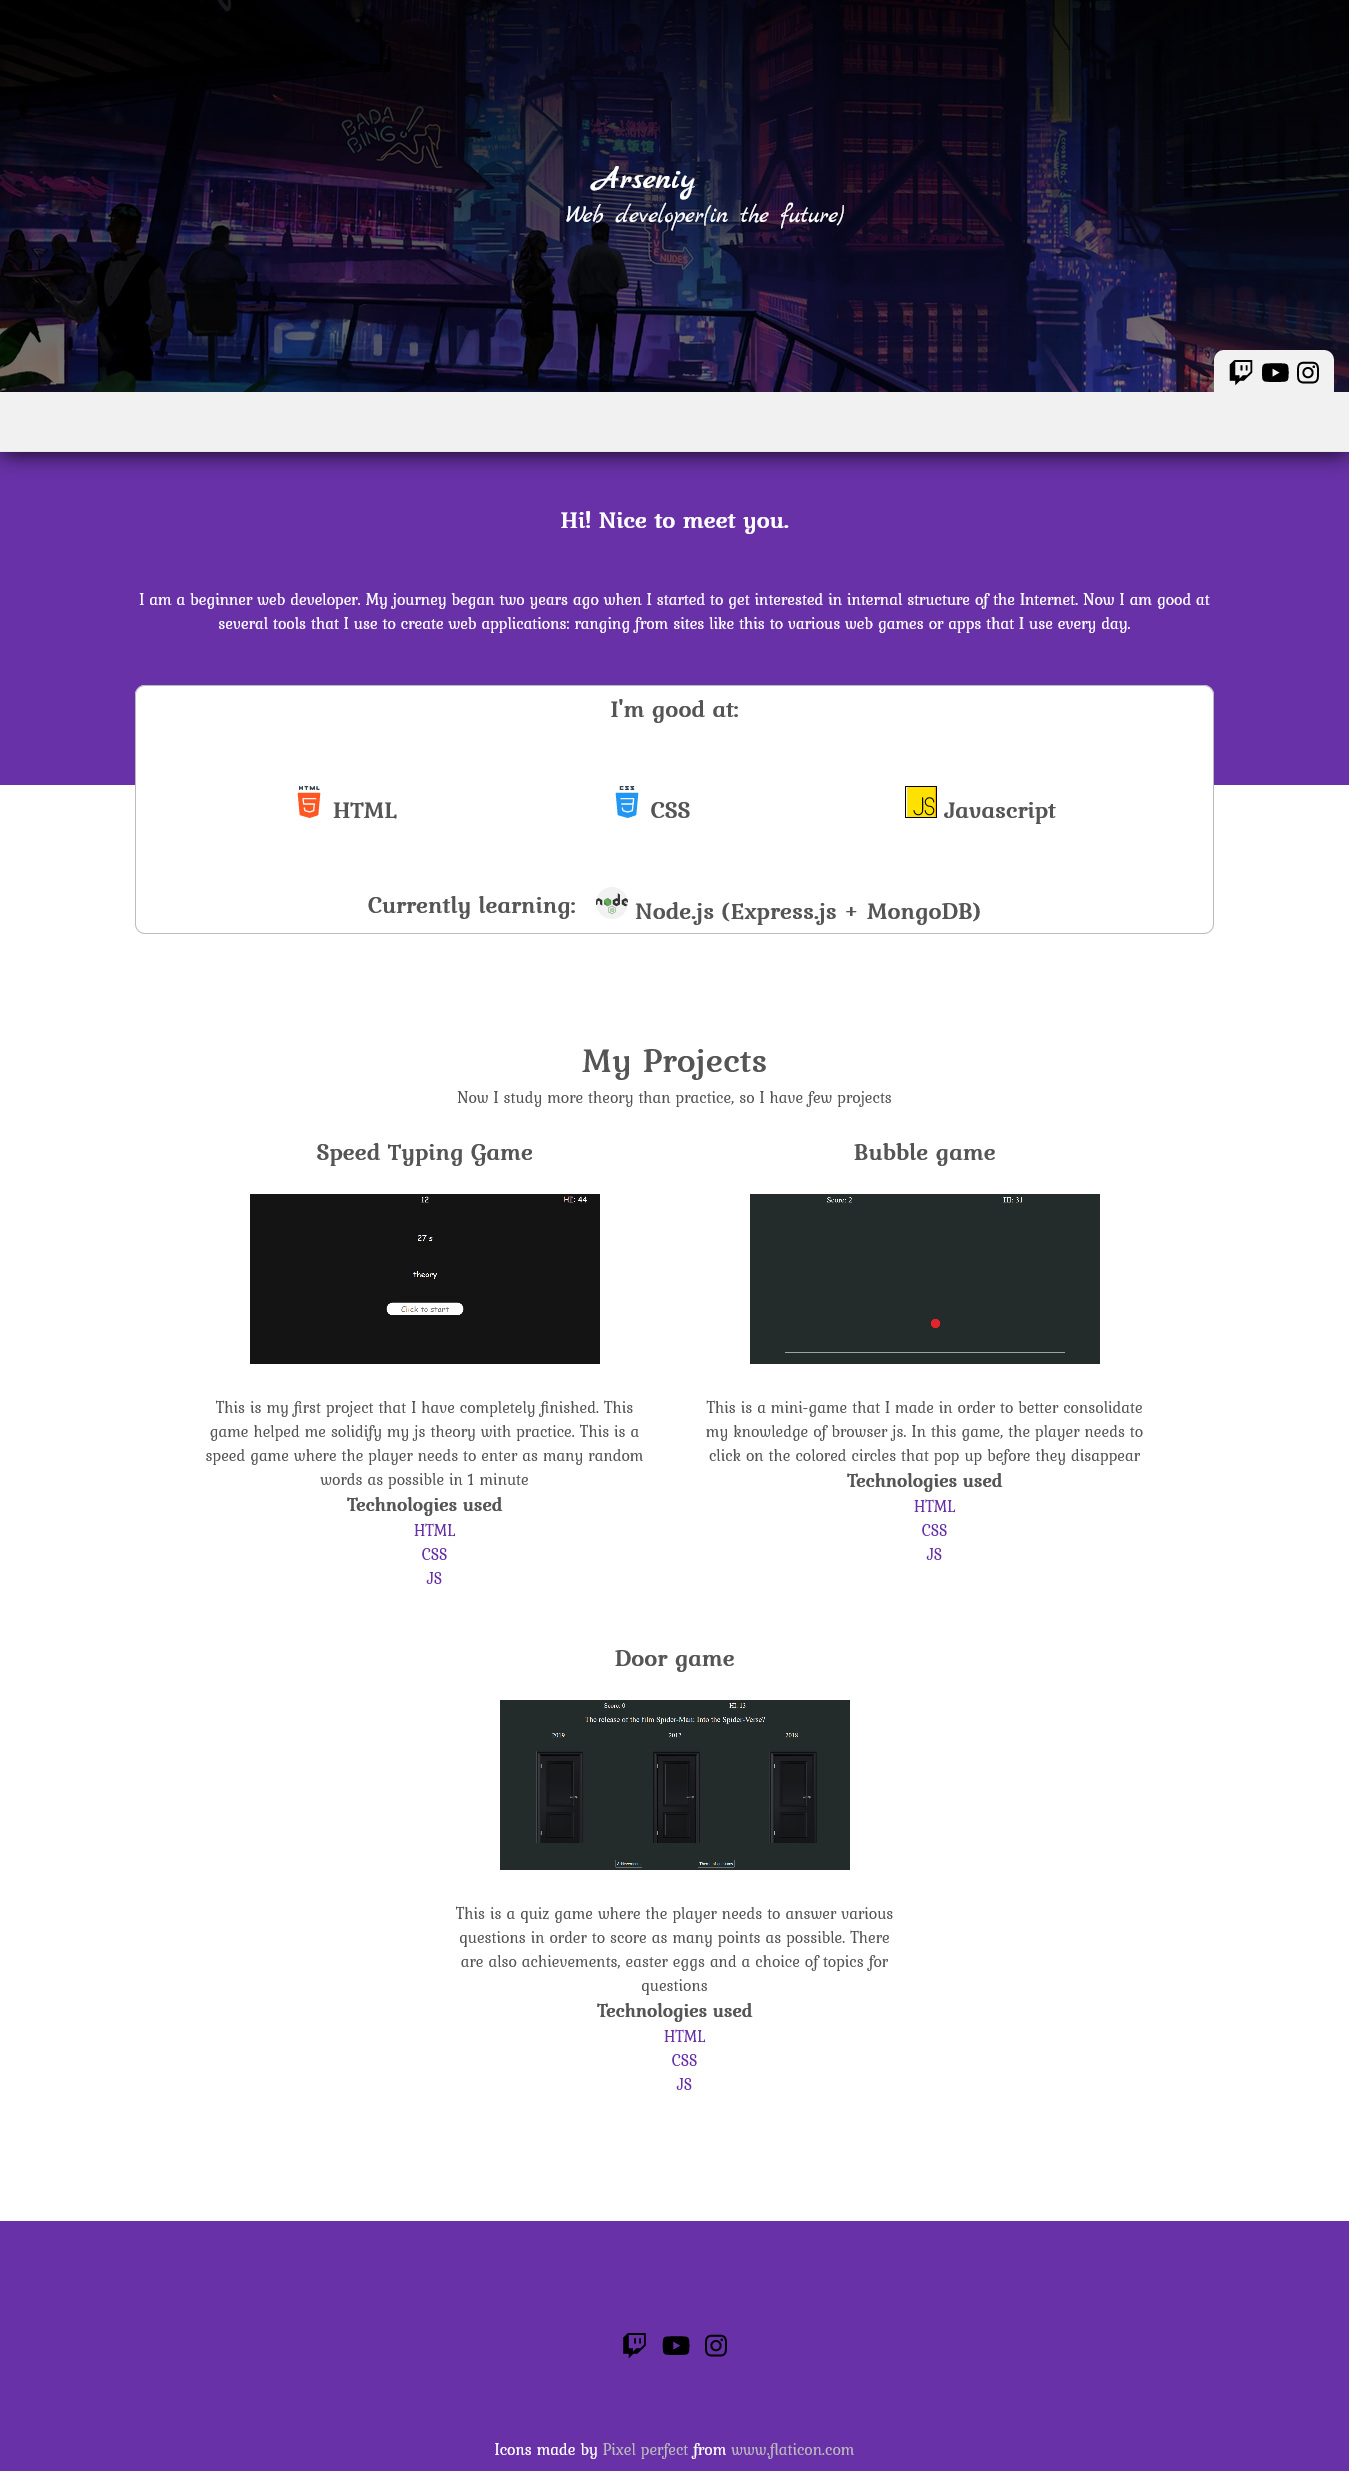 BADA
BING!
Arseniy
Web developer(in the future)
LIVE
NUDES
Hi! Nice to meet you.
I am a beginner web developer. My journey began two years ago when I started to get interested in internal structure of the Internet. Now I am good at
several tools that I use to create web applications: ranging from sites like this to various web games or apps that I use every day.
I'm good at:
HTML HTML
CSS CSS
JS Javascript
Currently learning: node Node.js (Express.js + MongoDB)
My Projects
Now I study more theory than practice, so I have few projects
Speed Typing Game
12 HI: 44
27 s
theory
Click to start
This is my first project that I have completely finished. This
game helped me solidify my js theory with practice. This is a
speed game where the player needs to enter as many random
words as possible in 1 minute
Technologies used
HTML
CSS
JS
Bubble game
Score: 2 HI: 31
This is a mini-game that I made in order to better consolidate
my knowledge of browser js. In this game, the player needs to
click on the colored circles that pop up before they disappear
Technologies used
HTML
CSS
JS
Door game
Score: 0 HI: 13
The release of the film Spider-Man: Into the Spider-Verse?
2019 2017 2018
This is a quiz game where the player needs to answer various
questions in order to score as many points as possible. There
are also achievements, easter eggs and a choice of topics for
questions
Technologies used
HTML
CSS
JS
Icons made by Pixel perfect from www.flaticon.com